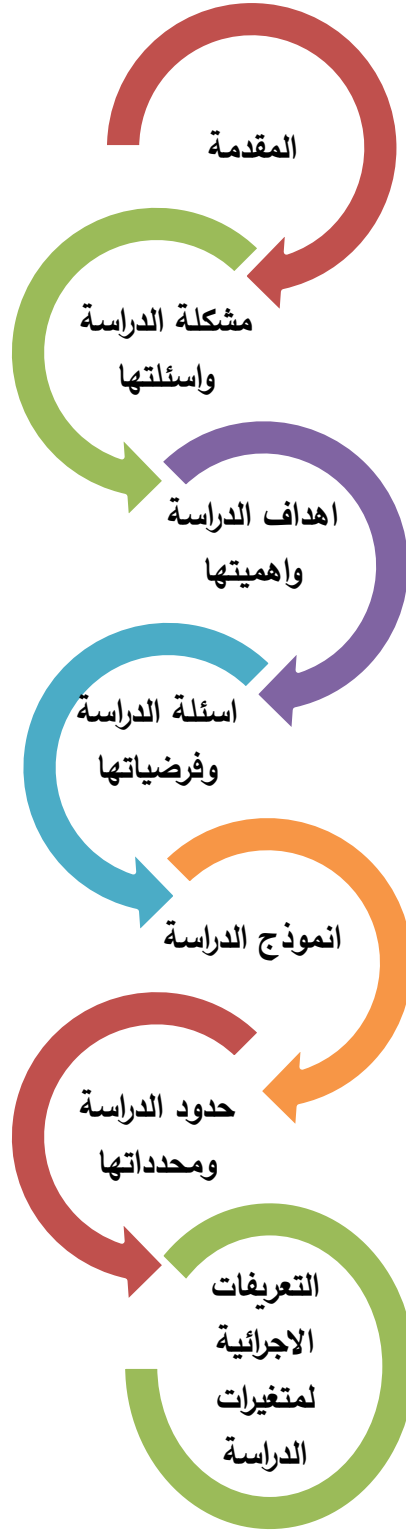 المقدمة
مشكلة الدراسة
واسئلتها
اهداف الدراسة
واهميتها
اسئلة الدراسة
وفرضياتها
انموذج الدراسة
حدود الدراسة
ومحدداتها
التعريفات
الاجرائية
لمتغيرات
الدراسة